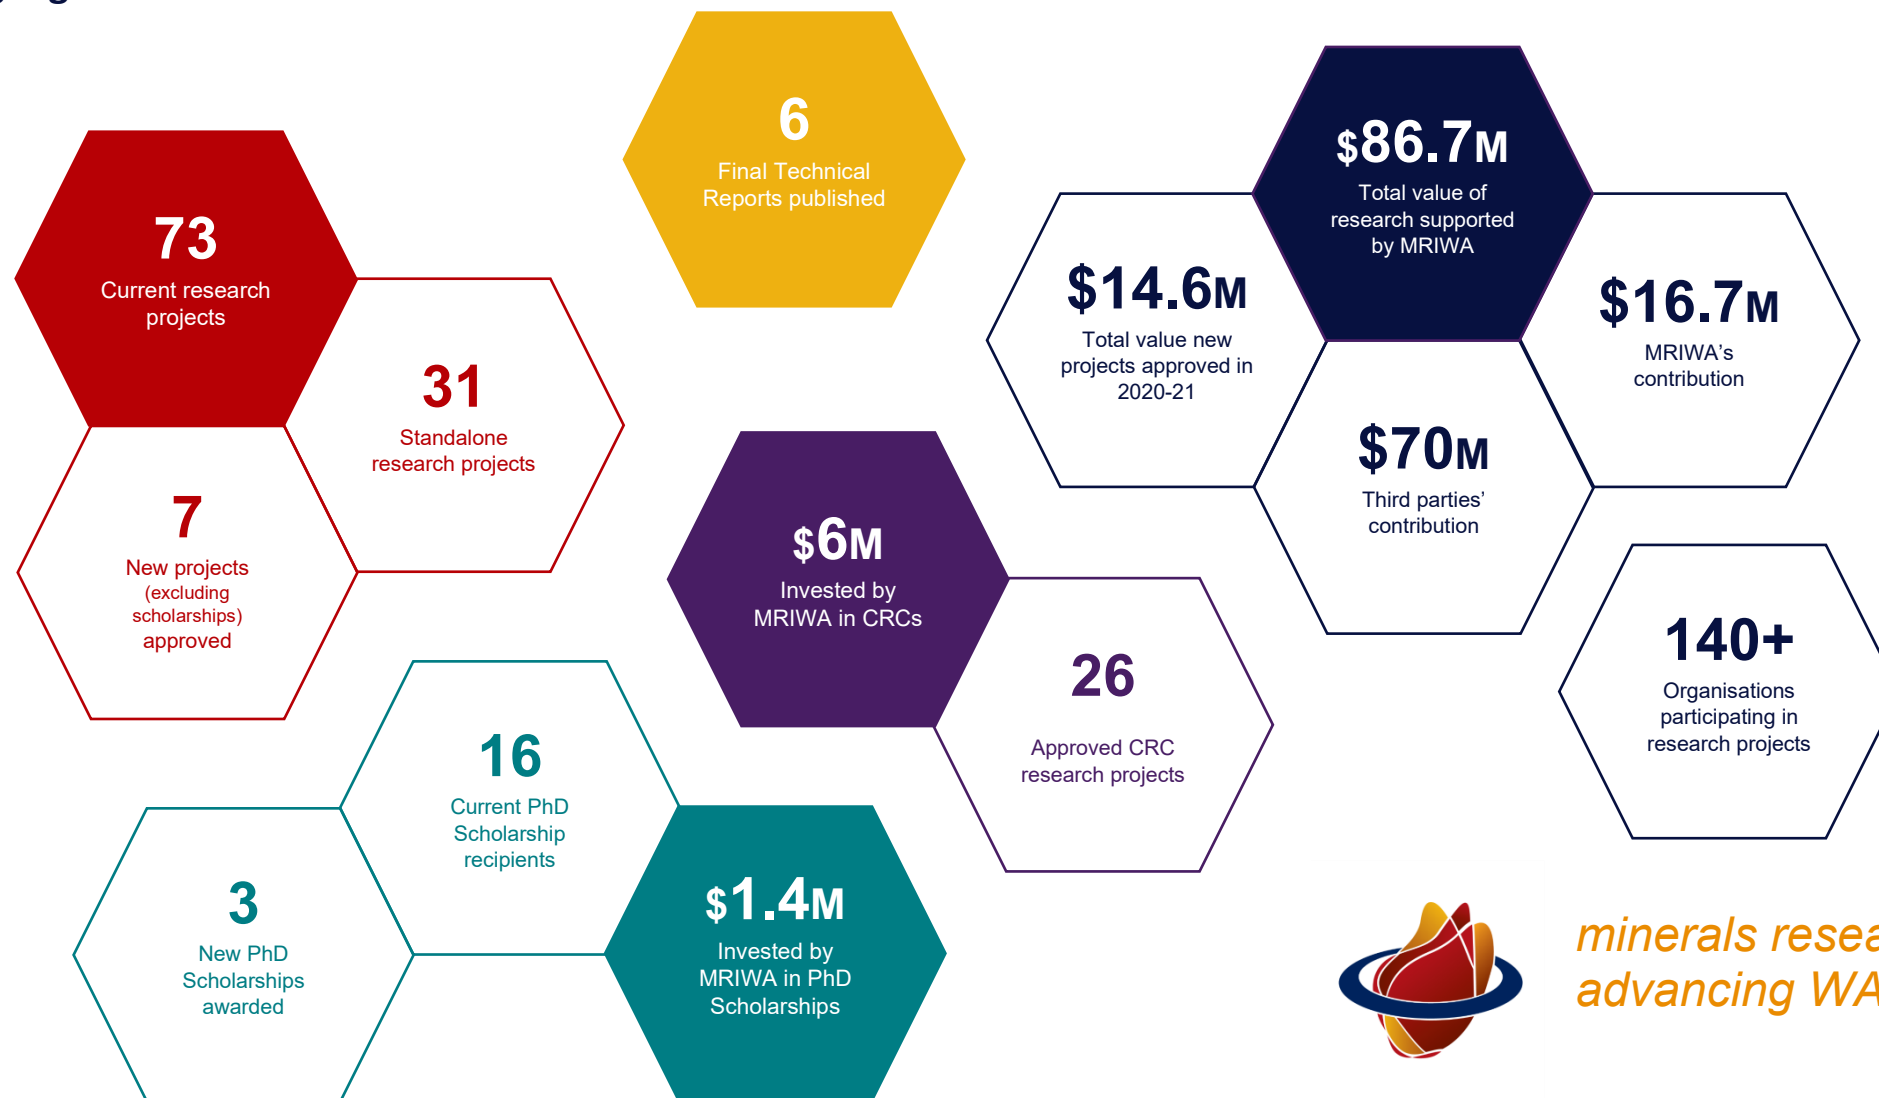 73
Current research
projects
31
Standalone
research projects
7
New projects
(excluding
scholarships)
approved
6
Final Technical
Reports published
$86.7M
Total value of
research supported
by MRIWA
$14.6M
Total value new
projects approved in
2020-21
$16.7M
MRIWA's
contribution
$70M
Third parties'
contribution
140+
Organisations
participating in
research projects
$6M
Invested by
MRIWA in CRCs
26
Approved CRC
research projects
16
Current PhD
Scholarship
recipients
3
New PhD
Scholarships
awarded
$1.4M
Invested by
MRIWA in PhD
Scholarships
minerals
advancing WA